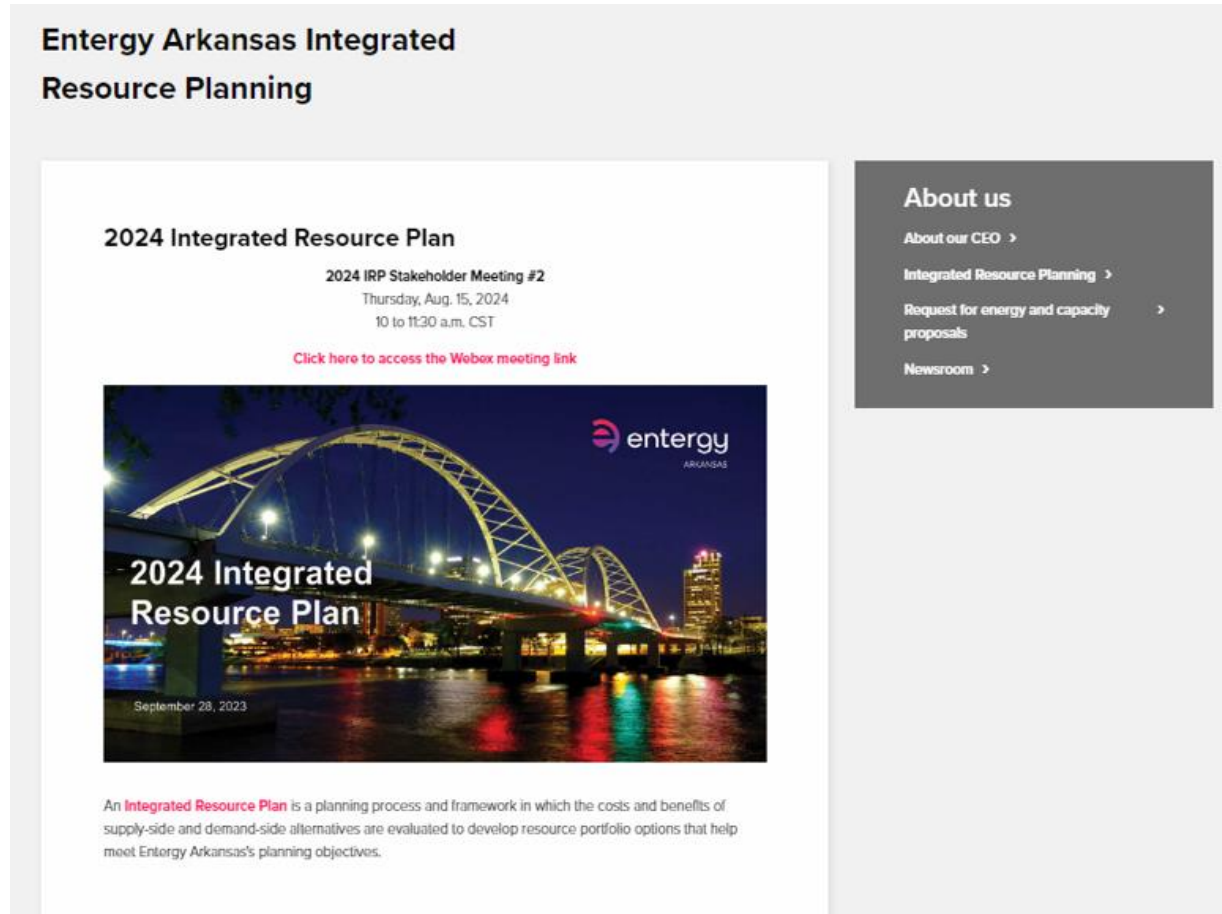 Entergy Arkansas Integrated
Resource Planning
2024 Integrated Resource Plan
2024 IRP Stakeholder Meeting #2
Thursday, Aug. 15, 2024
10 to 11:30 a.m. CST
Click here to access the Webex meeting link
entergy
ARKANSAS
2024 Integrated
Resource Plan
September 28, 2023
An Integrated Resource Plan is a planning process and framework in which the costs and benefits of
supply-side and demand-side alternatives are evaluated to develop resource portfolio options that help
meet Entergy Arkansas's planning objectives.
About us
About our CEO >
Integrated Resource Planning >
Request for energy and capacity >
proposals
Newsroom >